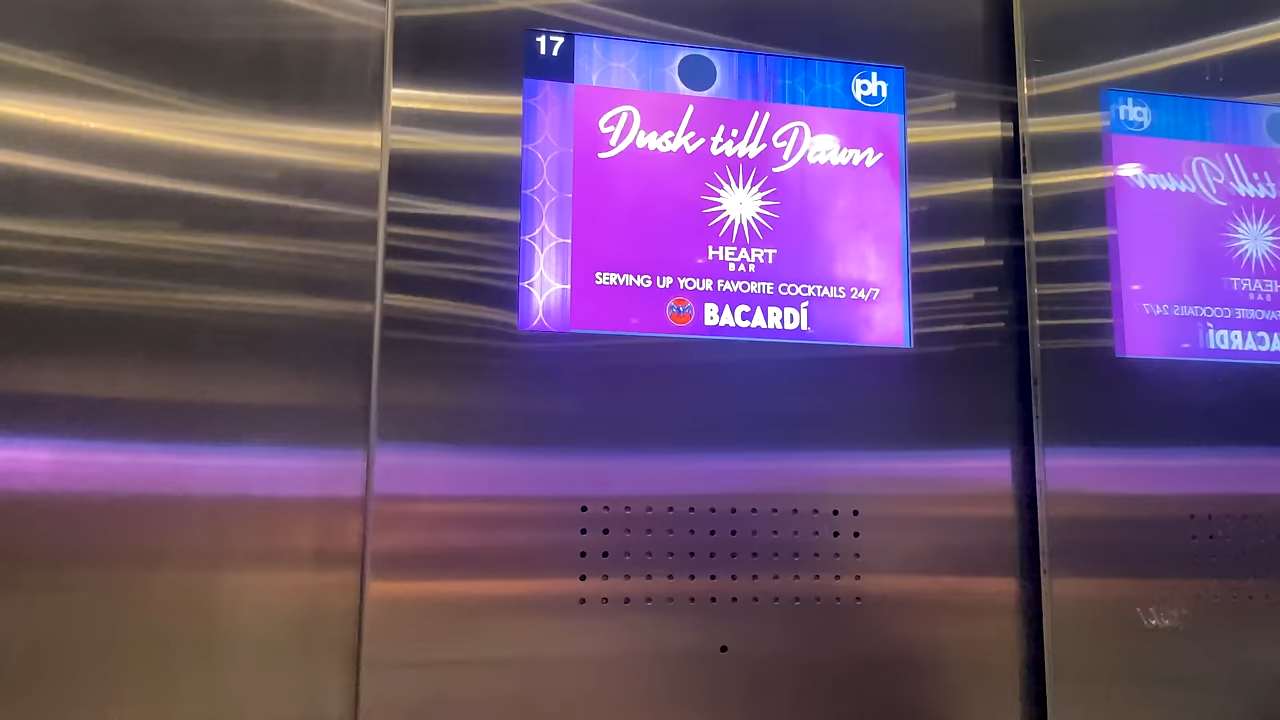 17
ph
Dusk till Dawn
HEART
BAR
SERVING UP YOUR FAVORITE COCKTAILS 24/7
BACARDÍ